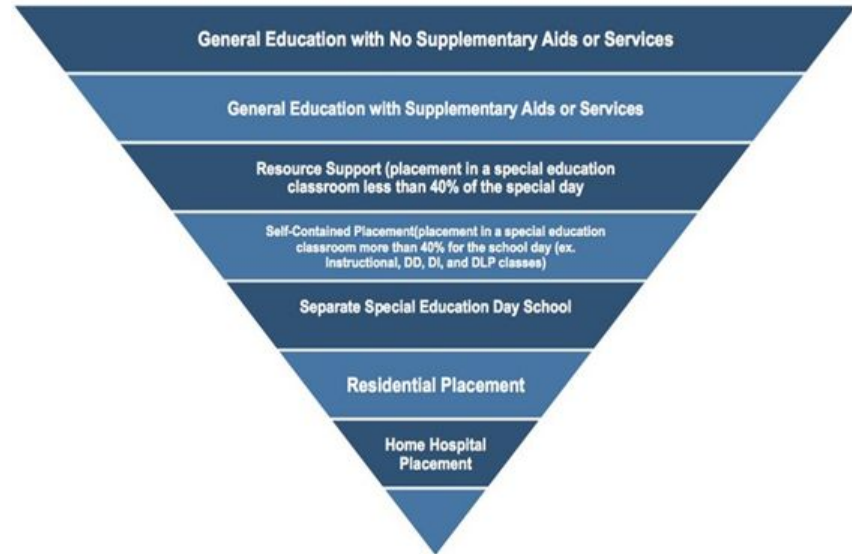 General Education with No Supplementary Aids or Services
General Education with Supplementary Aids or Services
Resource Support (placement in a special education
classroom less than 40% of the special day
Self-Contained Placement(placement in a special education
classroom more than 40% for the school day (ex.
Instructional, DD, DI, and DLP classes)
Separate Special Education Day School
Residential Placement
Home Hospital
Placement